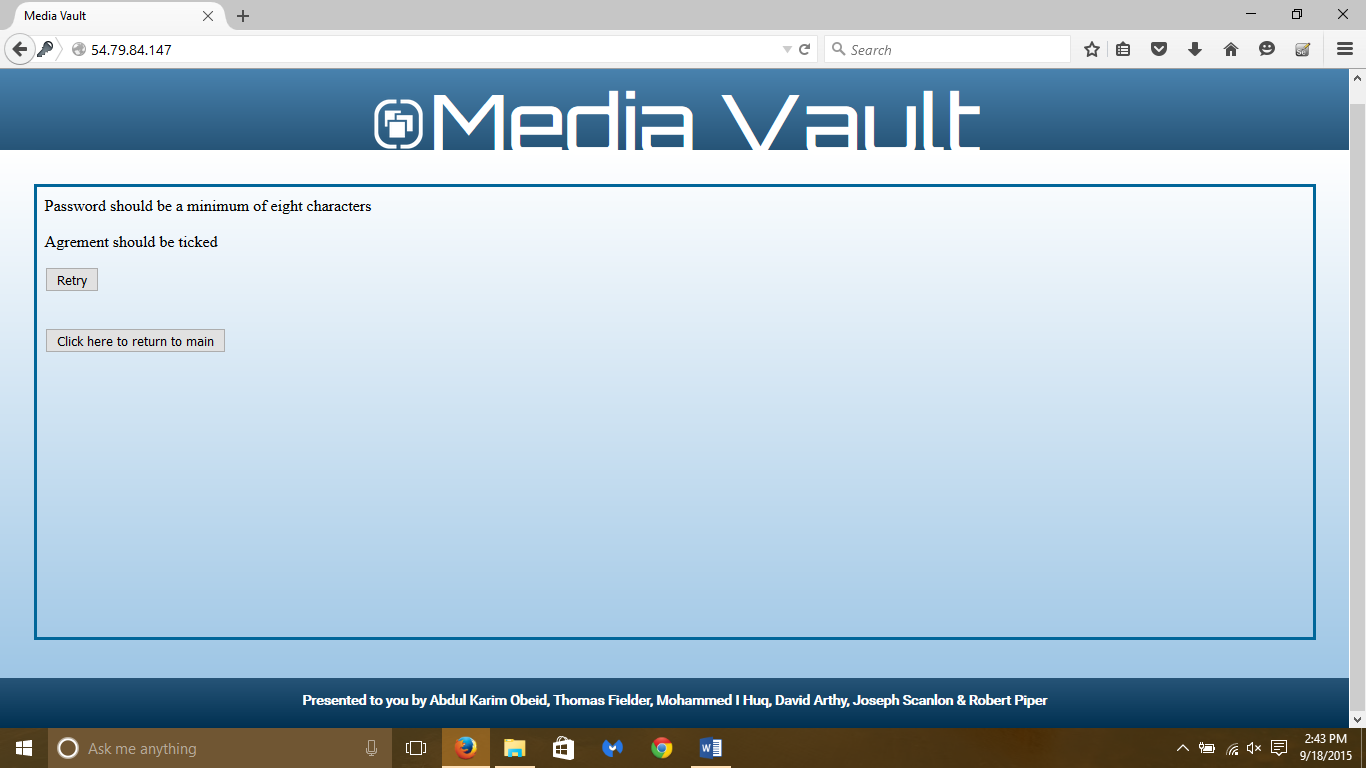 Media Vault
54.79.84.147
Search
Media Vault
Password should be a minimum of eight characters
Agrement should be ticked
Retry
Click here to return to main
Presented to you by Abdul Karim Obeid, Thomas Fielder, Mohammed I Huq, David Arthy, Joseph Scanlon & Robert Piper
Ask me anything
2:43 PM
9/18/2015